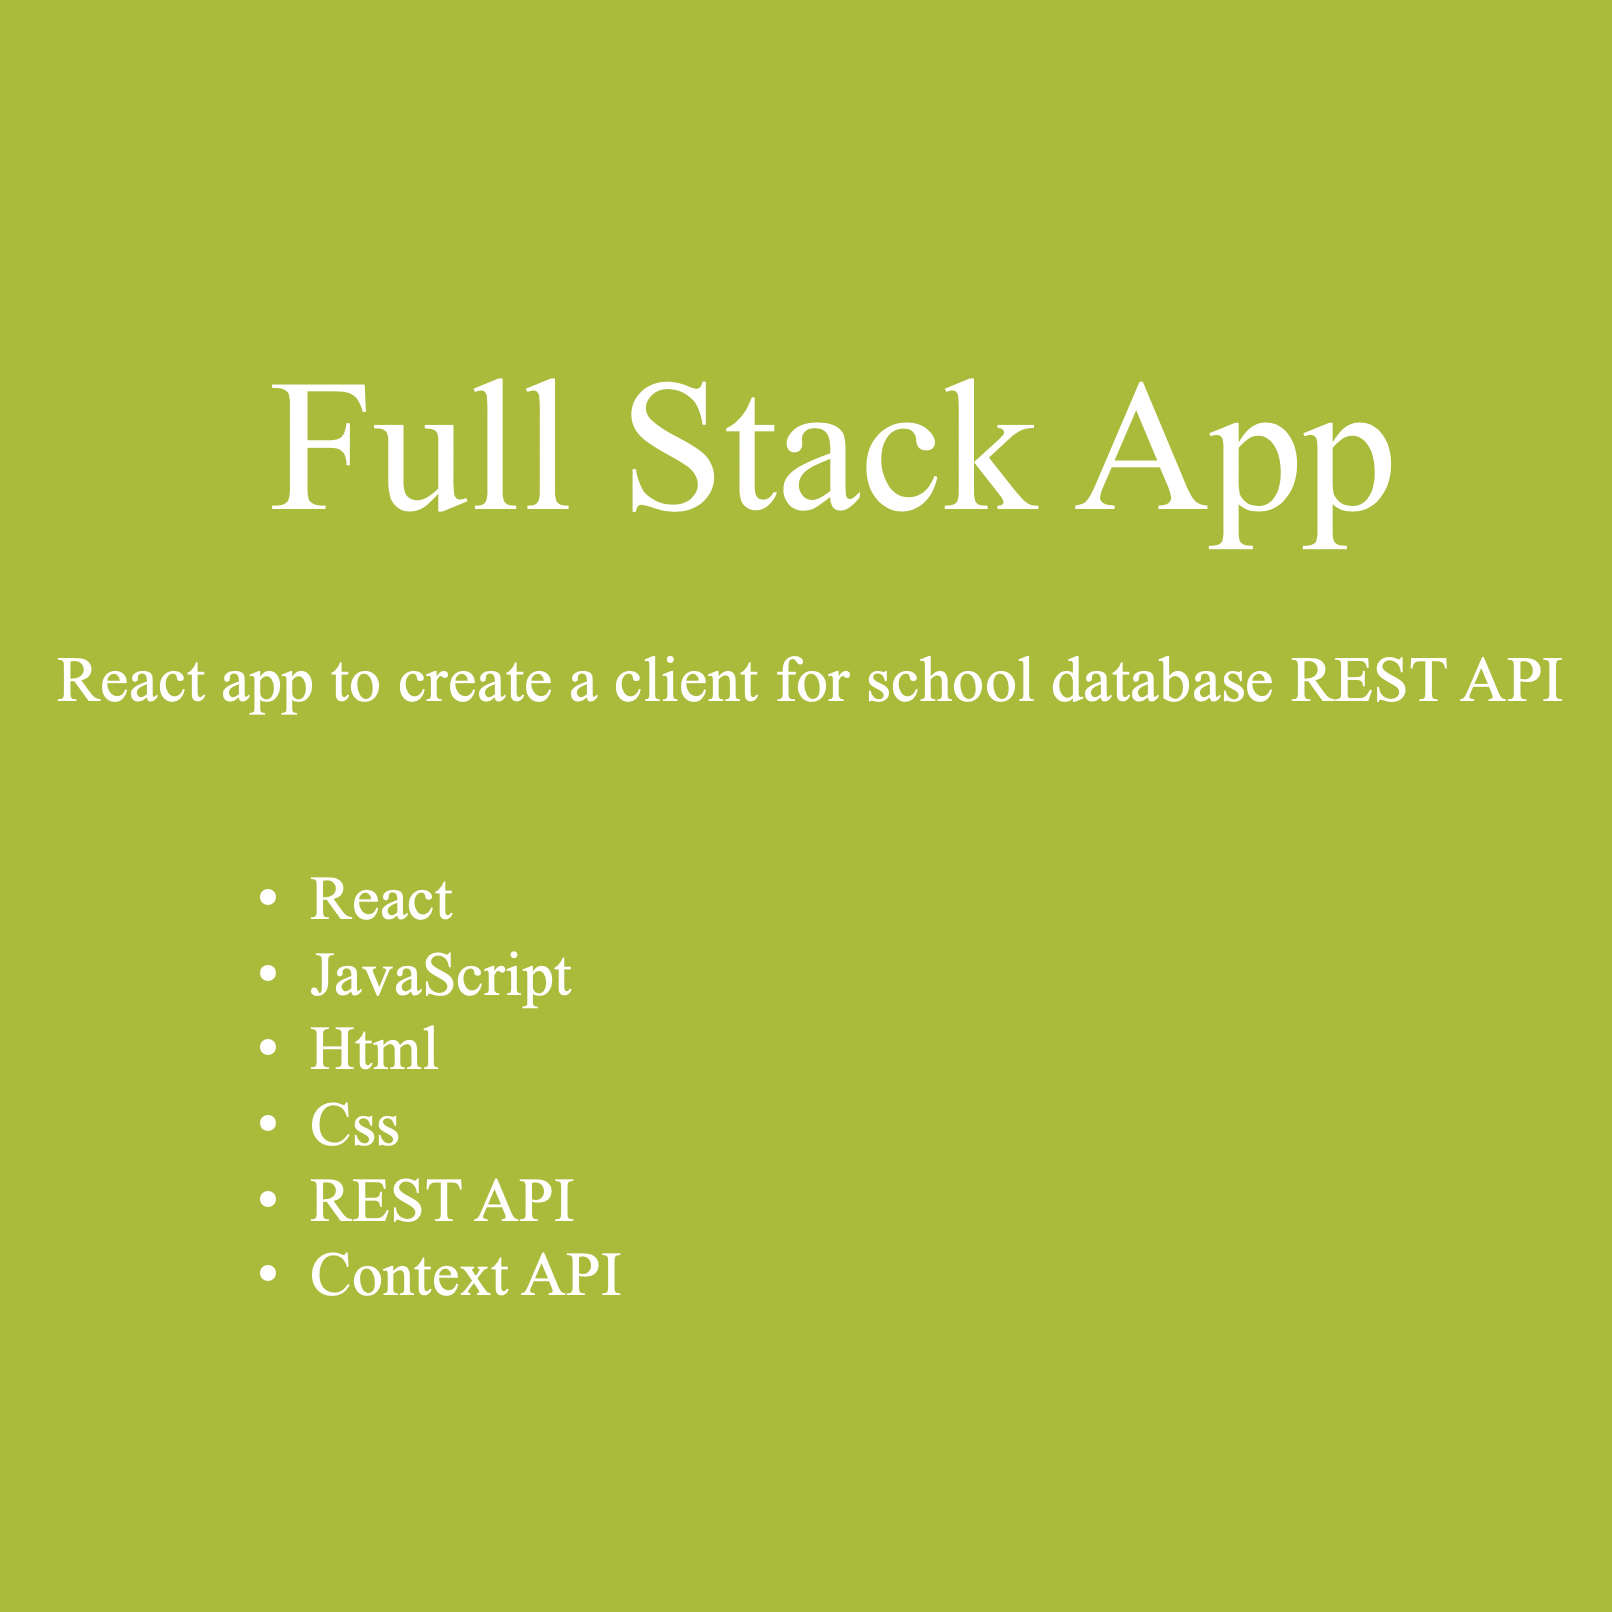 Full Stack App
React app to create a client for school database REST API
• React
• JavaScript
• Html
• Css
• REST API
• Context API